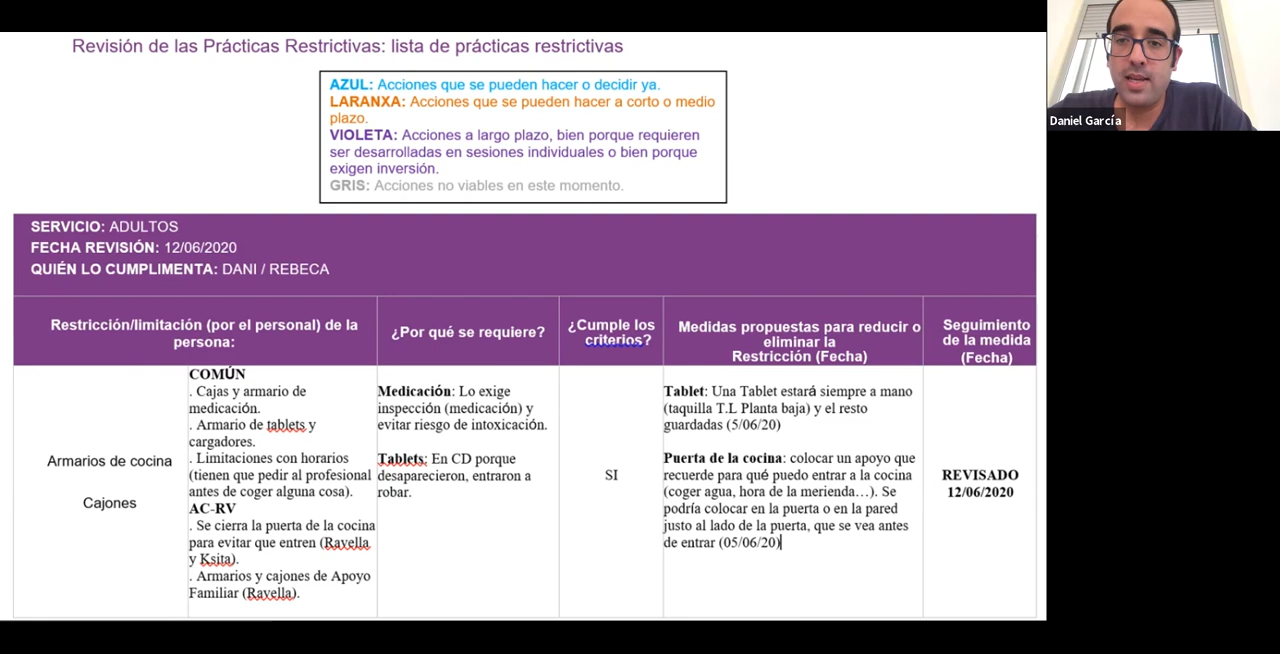 Revisión de las Prácticas Restrictivas: lista de prácticas restrictivas
AZUL: Acciones que se pueden hacer o decidir ya.
LARANXA: Acciones que se pueden hacer a corto o medio
plazo.
VIOLETA: Acciones a largo plazo, bien porque requieren
ser desarrolladas en sesiones individuales o bien porque
exigen inversión.
GRIS: Acciones no viables en este momento.
Daniel García
SERVICIO: ADULTOS
FECHA REVISIÓN: 12/06/2020
QUIÉN LO CUMPLIMENTA: DANI / REBECA
Restricción/limitación (por el personal) de la
persona:
¿Por qué se requiere?
¿Cumple los
criterios?
Medidas propuestas para reducir o
eliminar la
Restricción (Fecha)
Seguimiento
de la medida
(Fecha)
Armarios de cocina
Cajones
COMÚN
. Cajas y armario de
medicación.
. Armario de tablets y
cargadores.
. Limitaciones con horarios
(tienen que pedir al profesional
antes de coger alguna cosa).
AC-RV
. Se cierra la puerta de la cocina
para evitar que entren (Ravella
y Ksita).
. Armarios y cajones de Apoyo
Familiar (Ravella).
Medicación: Lo exige
inspección (medicación) y
evitar riesgo de intoxicación.
Tablets: En CD porque
desaparecieron, entraron a
robar.
SI
Tablet: Una Tablet estará siempre a mano
(taquilla T.L Planta baja) y el resto
guardadas (5/06/20)
Puerta de la cocina: colocar un apoyo que
recuerde para qué puedo entrar a la cocina
(coger agua, hora de la merienda…). Se
podría colocar en la puerta o en la pared
justo al lado de la puerta, que se vea antes
de entrar (05/06/20)
REVISADO
12/06/2020